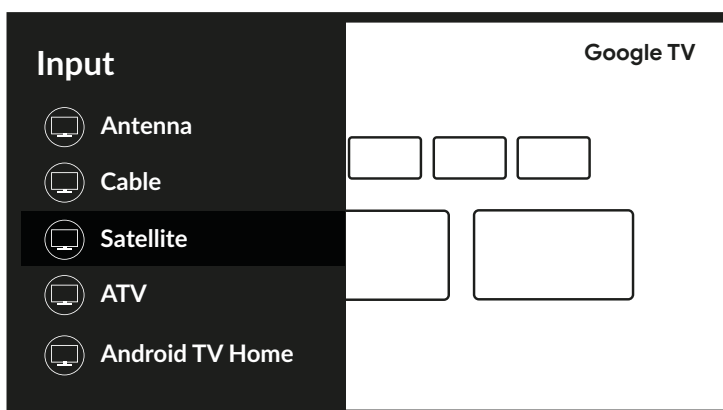 Input
Google TV
Antenna
Cable
Satellite
ATV
Android TV Home